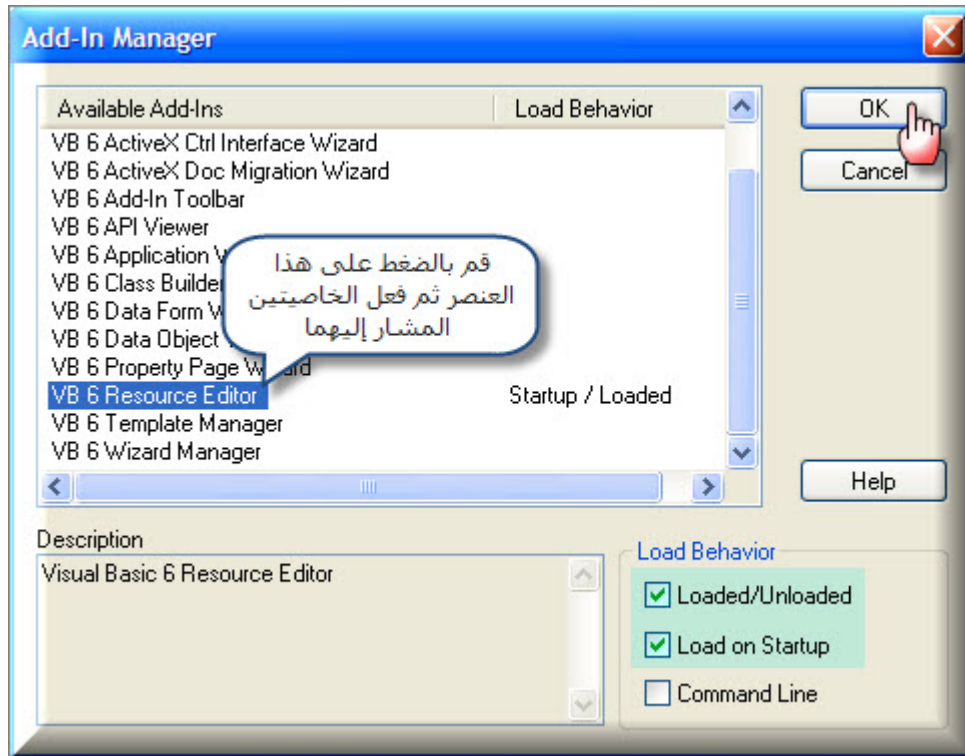 Add-In Manager
Available Add-Ins Load Behavior
VB 6 ActiveX Ctrl Interface Wizard
VB 6 ActiveX Doc Migration Wizard
VB 6 Add-In Toolbar
VB 6 API Viewer
VB 6 Application
VB 6 Class Builder
VB 6 Data Form
VB 6 Data Object
VB 6 Property Page
VB 6 Resource Editor Startup / Loaded
VB 6 Template Manager
VB 6 Wizard Manager
قم بالضغط على هذا
العنصر ثم فعل الخاصيتين
المشار إليهما
OK
Cancel
Help
Description
Visual Basic 6 Resource Editor
Load Behavior
Loaded/Unloaded
Load on Startup
Command Line